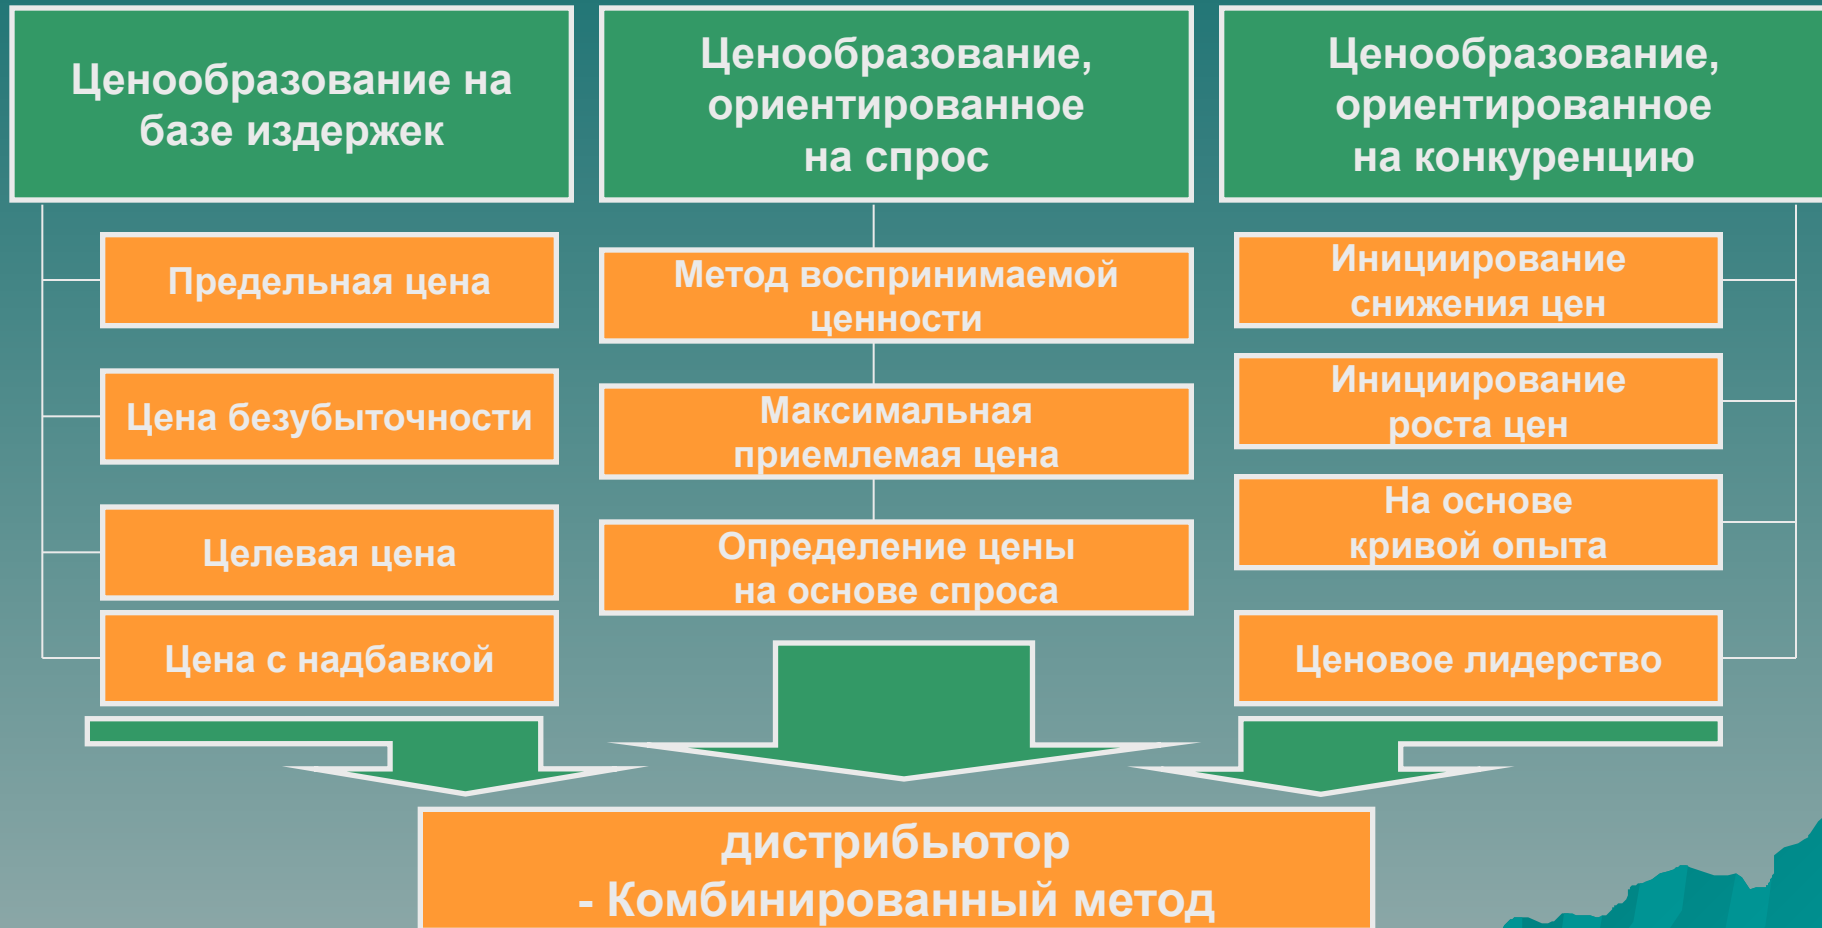 Ценообразование на
базе издержек
Предельная цена
Цена безубыточности
Целевая цена
Цена с надбавкой
Ценообразование,
ориентированное
на спрос
Метод воспринимаемой
ценности
Максимальная
приемлемая цена
Определение цены
на основе спроса
Ценообразование,
ориентированное
на конкуренцию
Инициирование
снижения цен
Инициирование
роста цен
На основе
кривой опыта
Ценовое лидерство
дистрибьютор
- Комбинированный метод